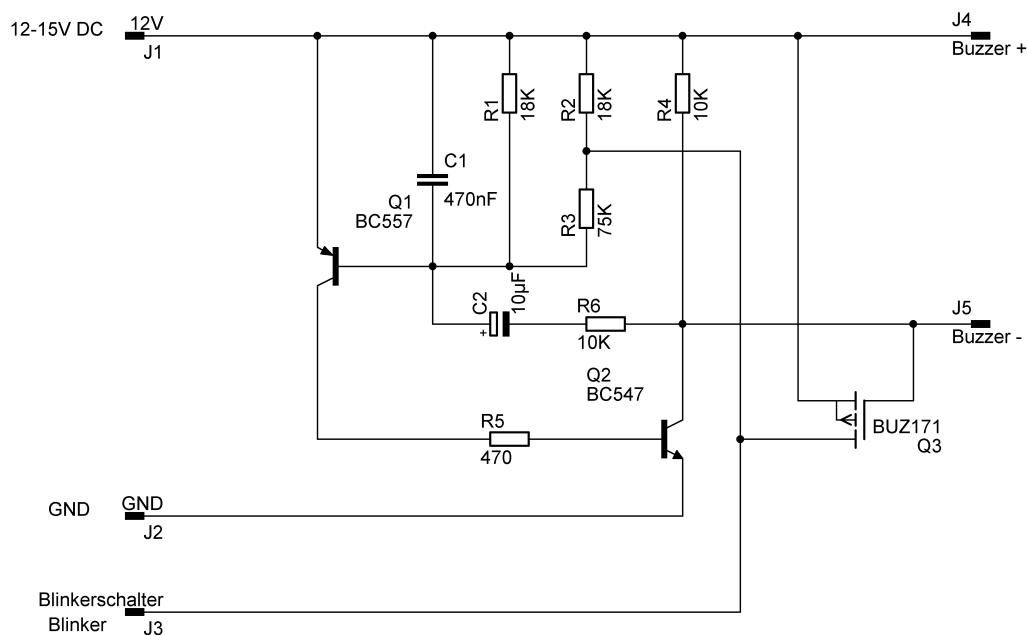 12-15V DC
12V
J1
J4
Buzzer +
R1
18K
R2
18K
R4
10K
C1
470nF
Q1
BC557
R3
75K
C2
10µF
+
R6
10K
J5
Buzzer -
Q2
BC547
R5
470
BUZ171
Q3
GND
GND
J2
Blinkerschalter
Blinker
J3